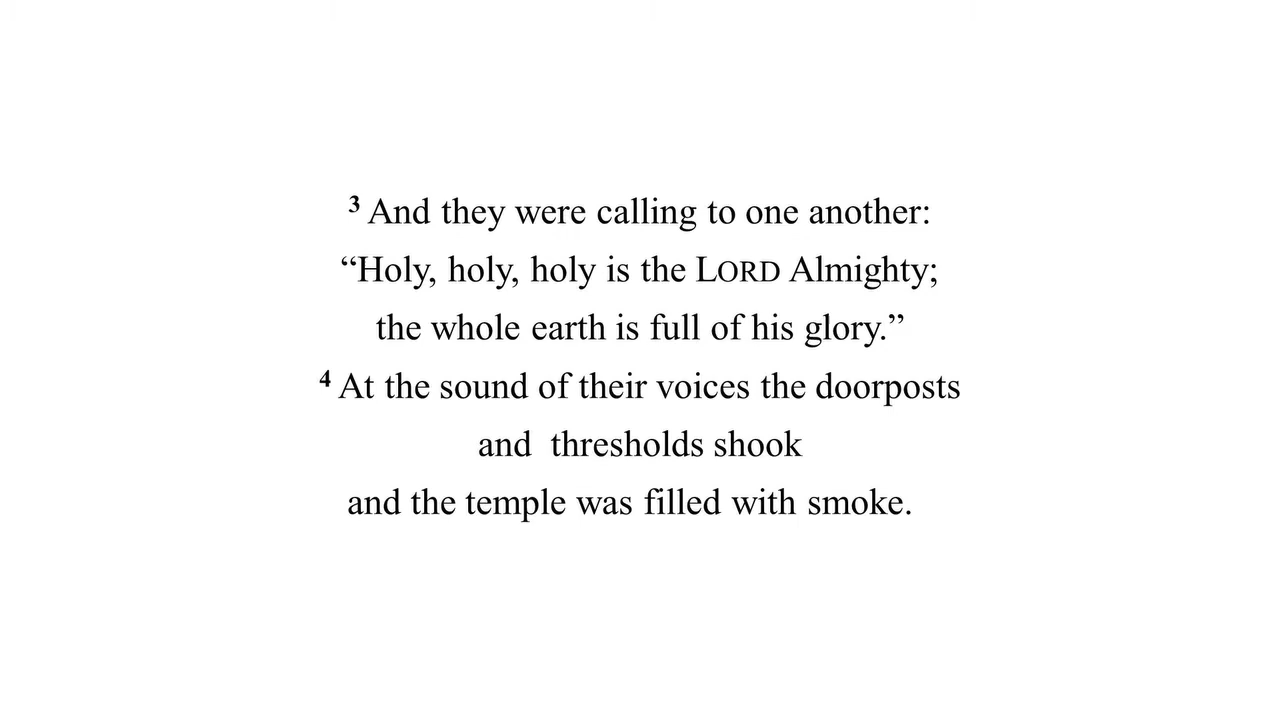 ³ And they were calling to one another:
“Holy, holy, holy is the LORD Almighty;
the whole earth is full of his glory.”
⁴ At the sound of their voices the doorposts
and  thresholds shook
and the temple was filled with smoke.